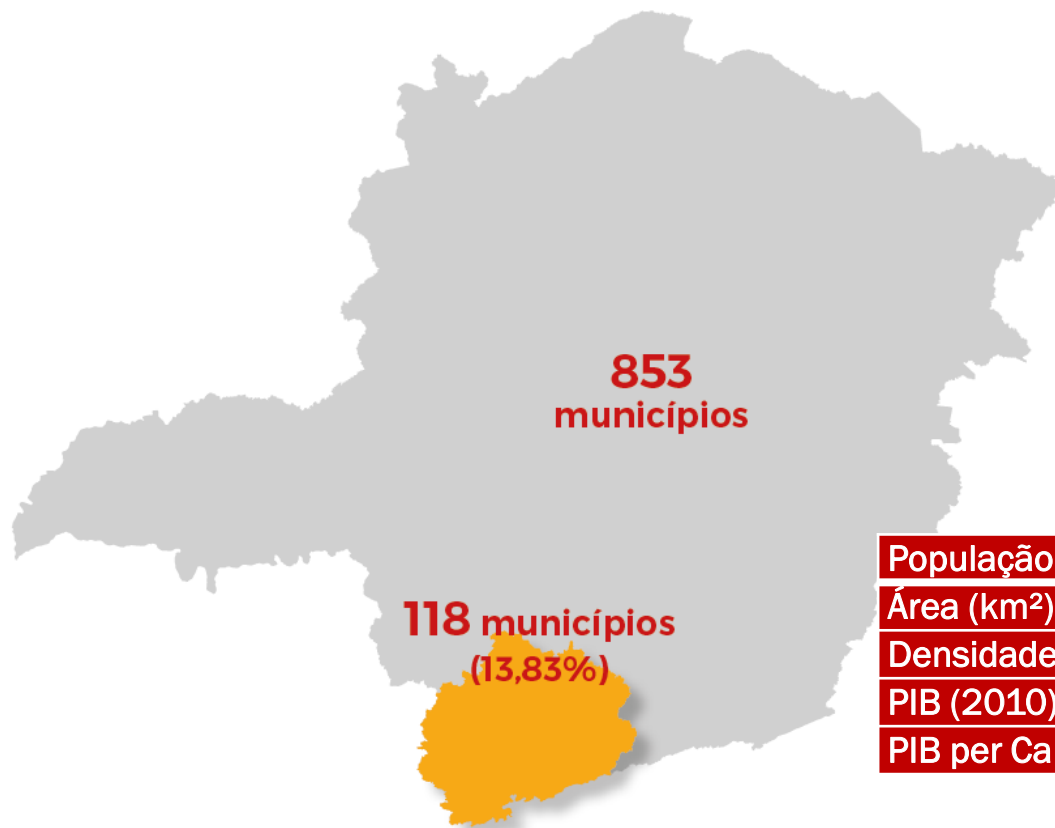 853
municípios
118 municípios
(13,83%)
População
Área (km²)
Densidade
PIB (2010)
PIB per Ca